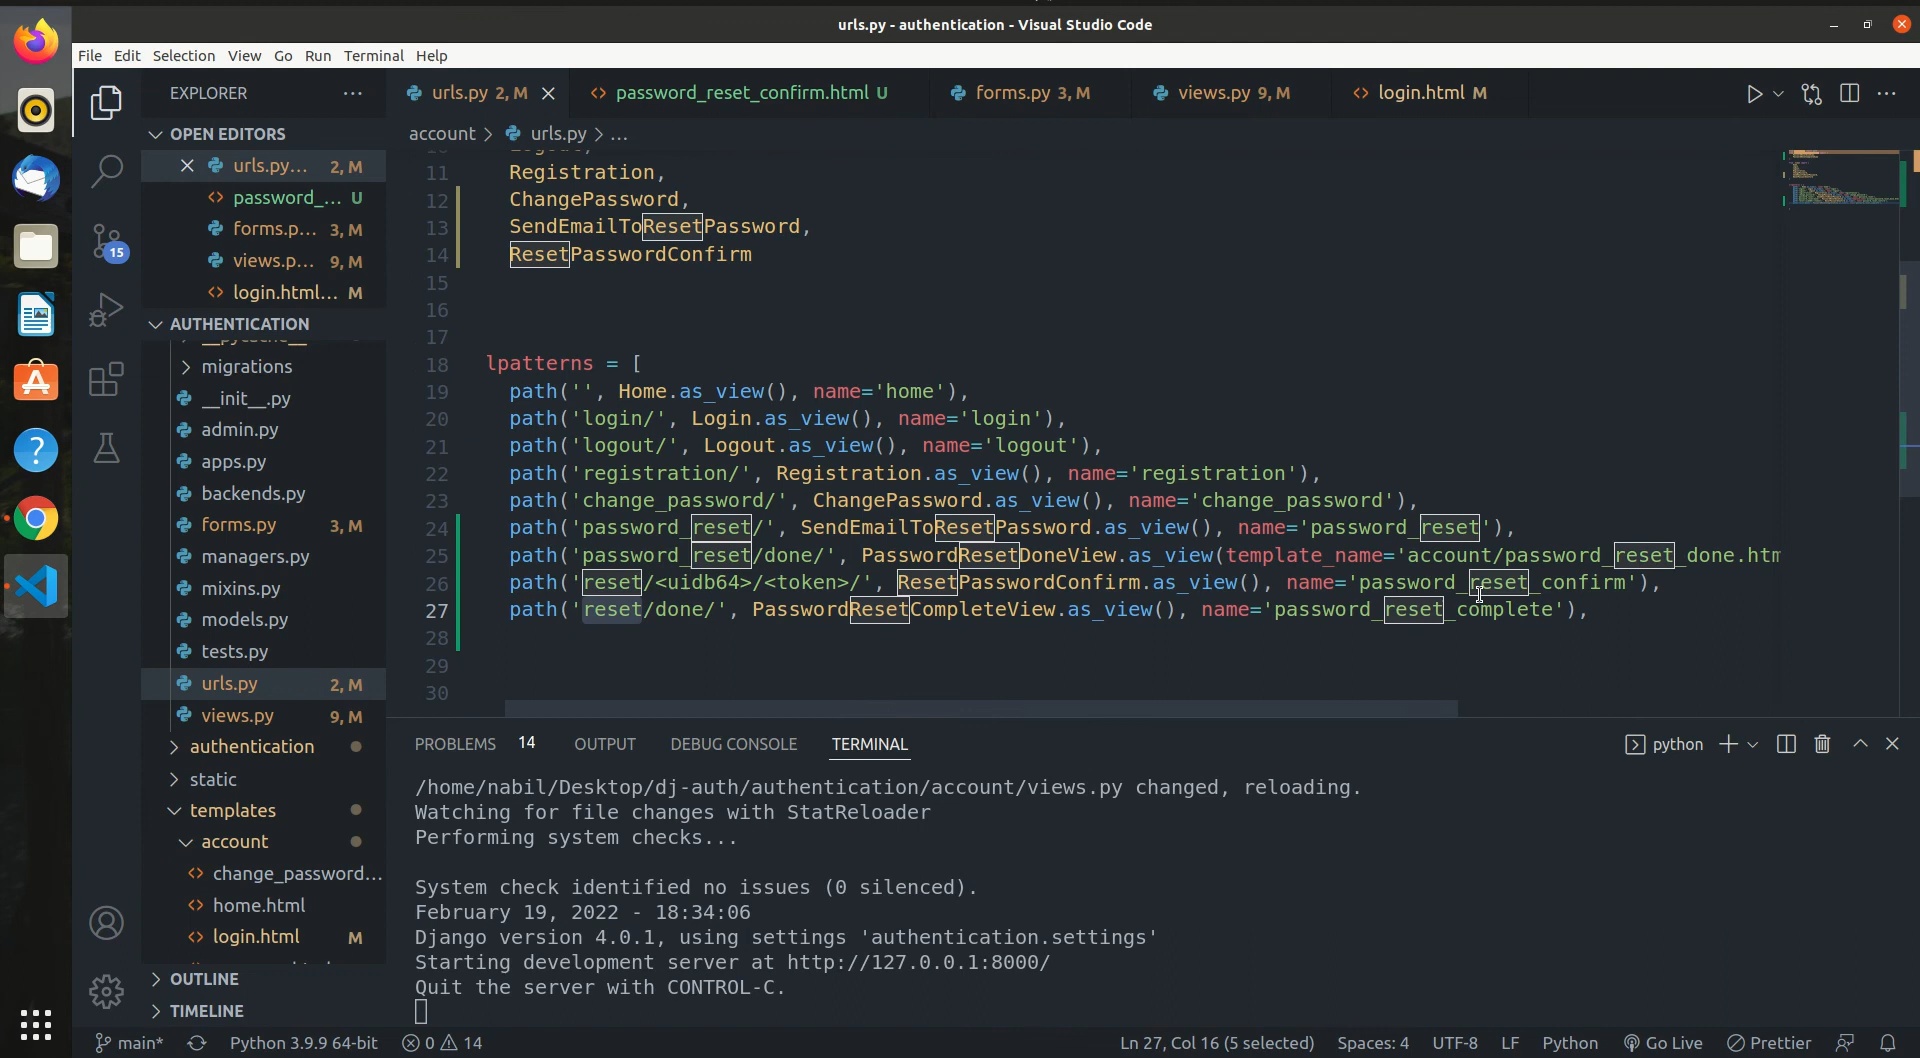 urls.py - authentication - Visual Studio Code
File Edit Selection View Go Run Terminal Help
EXPLORER
urls.py 2, M
password_reset_confirm.html U
forms.py 3, M
views.py 9, M
login.html M
OPEN EDITORS
urls.py... 2, M
password_... U
forms.p... 3, M
views.p... 9, M
login.html... M
AUTHENTICATION
migrations
__init__.py
admin.py
apps.py
backends.py
forms.py 3, M
managers.py
mixins.py
models.py
tests.py
urls.py 2, M
views.py 9, M
authentication
static
templates
account
change_password...
home.html
login.html M
OUTLINE
TIMELINE
15
account > urls.py > ...
11 Registration,
12 ChangePassword,
13 SendEmailToResetPassword,
14 ResetPasswordConfirm
15
16
17
18 lpatterns = [
19 path('', Home.as_view(), name='home'),
20 path('login/', Login.as_view(), name='login'),
21 path('logout/', Logout.as_view(), name='logout'),
22 path('registration/', Registration.as_view(), name='registration'),
23 path('change_password/', ChangePassword.as_view(), name='change_password'),
24 path('password_reset/', SendEmailToResetPassword.as_view(), name='password_reset'),
25 path('password_reset/done/', PasswordResetDoneView.as_view(template_name='account/password_reset_done.htm
26 path('reset/<uidb64>/<token>/', ResetPasswordConfirm.as_view(), name='password_reset_confirm'),
27 path('reset/done/', PasswordResetCompleteView.as_view(), name='password_reset_complete'),
28
29
30
PROBLEMS 14 OUTPUT DEBUG CONSOLE TERMINAL
python
/home/nabil/Desktop/dj-auth/authentication/account/views.py changed, reloading.
Watching for file changes with StatReloader
Performing system checks...
System check identified no issues (0 silenced).
February 19, 2022 - 18:34:06
Django version 4.0.1, using settings 'authentication.settings'
Starting development server at http://127.0.0.1:8000/
Quit the server with CONTROL-C.
main* Python 3.9.9 64-bit 0 14 Ln 27, Col 16 (5 selected) Spaces: 4 UTF-8 LF Python Go Live Prettier